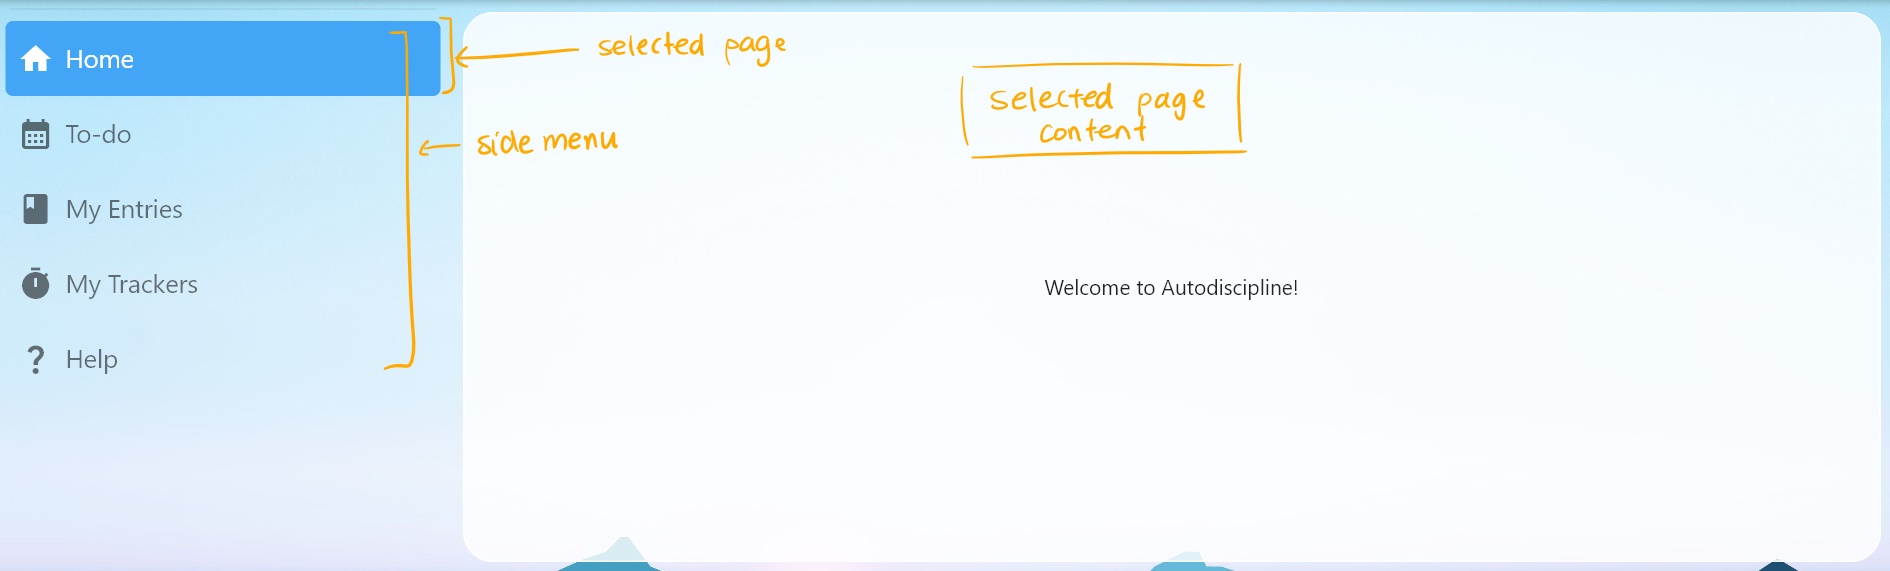 Home
selected page
selected page
content
To-do
side menu
My Entries
My Trackers
Welcome to Autodiscipline!
Help